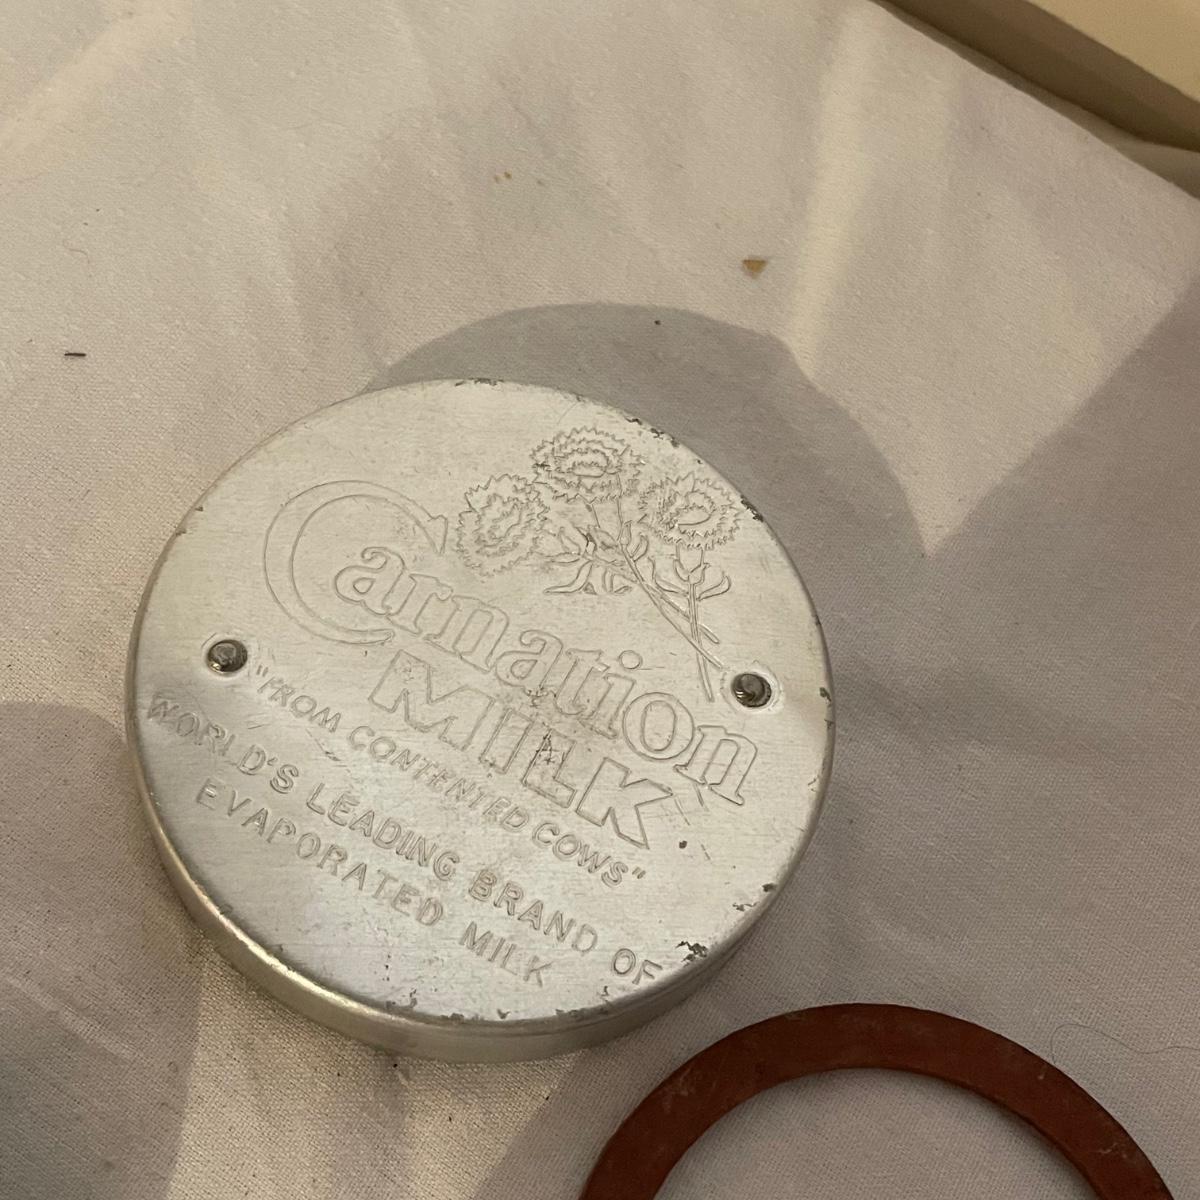 Carnation
MILK
"FROM CONTENTED COWS"
WORLD'S LEADING BRAND OF
EVAPORATED MILK